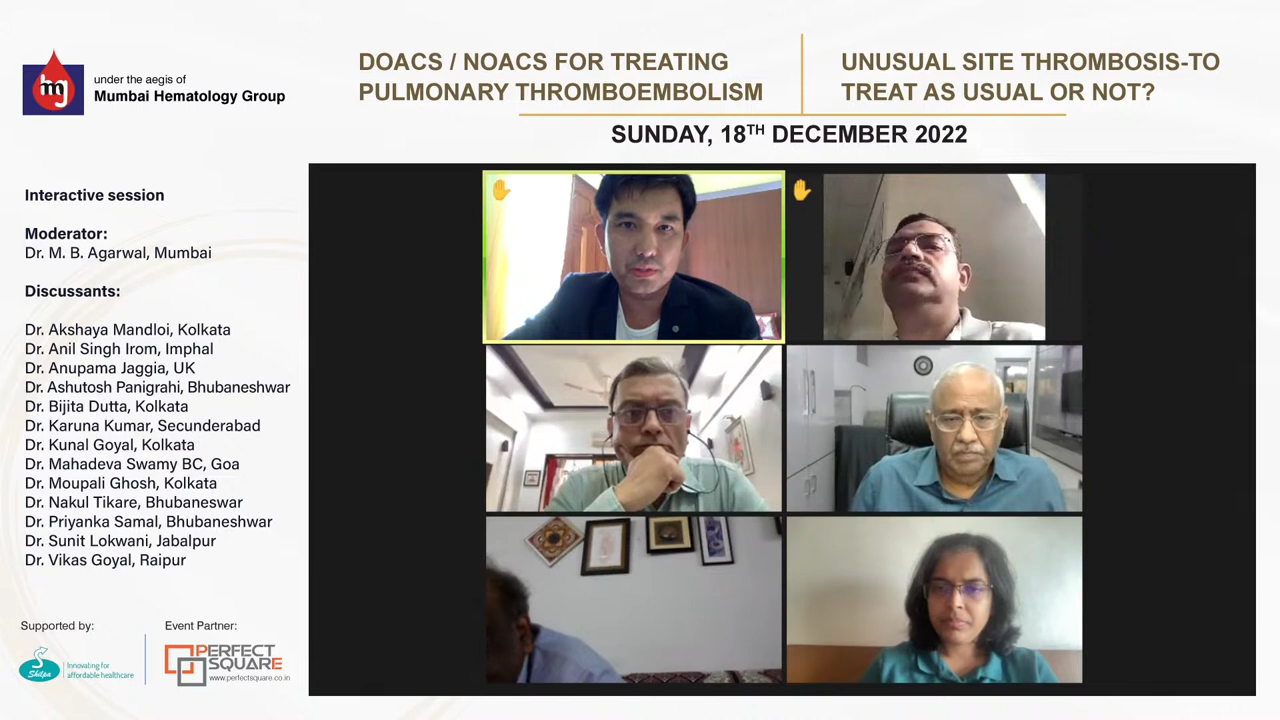 mg
under the aegis of
Mumbai Hematology Group
DOACS / NOACS FOR TREATING
PULMONARY THROMBOEMBOLISM
UNUSUAL SITE THROMBOSIS-TO
TREAT AS USUAL OR NOT?
SUNDAY, 18TH DECEMBER 2022
Interactive session
Moderator:
Dr. M. B. Agarwal, Mumbai
Discussants:
Dr. Akshaya Mandloi, Kolkata
Dr. Anil Singh Irom, Imphal
Dr. Anupama Jaggia, UK
Dr. Ashutosh Panigrahi, Bhubaneshwar
Dr. Bijita Dutta, Kolkata
Dr. Karuna Kumar, Secunderabad
Dr. Kunal Goyal, Kolkata
Dr. Mahadeva Swamy BC, Goa
Dr. Moupali Ghosh, Kolkata
Dr. Nakul Tikare, Bhubaneswar
Dr. Priyanka Samal, Bhubaneshwar
Dr. Sunit Lokwani, Jabalpur
Dr. Vikas Goyal, Raipur
Supported by:
Shilpa
Innovating for
affordable healthcare
Event Partner:
PERFECT
SQUARE
www.perfectsquare.co.in